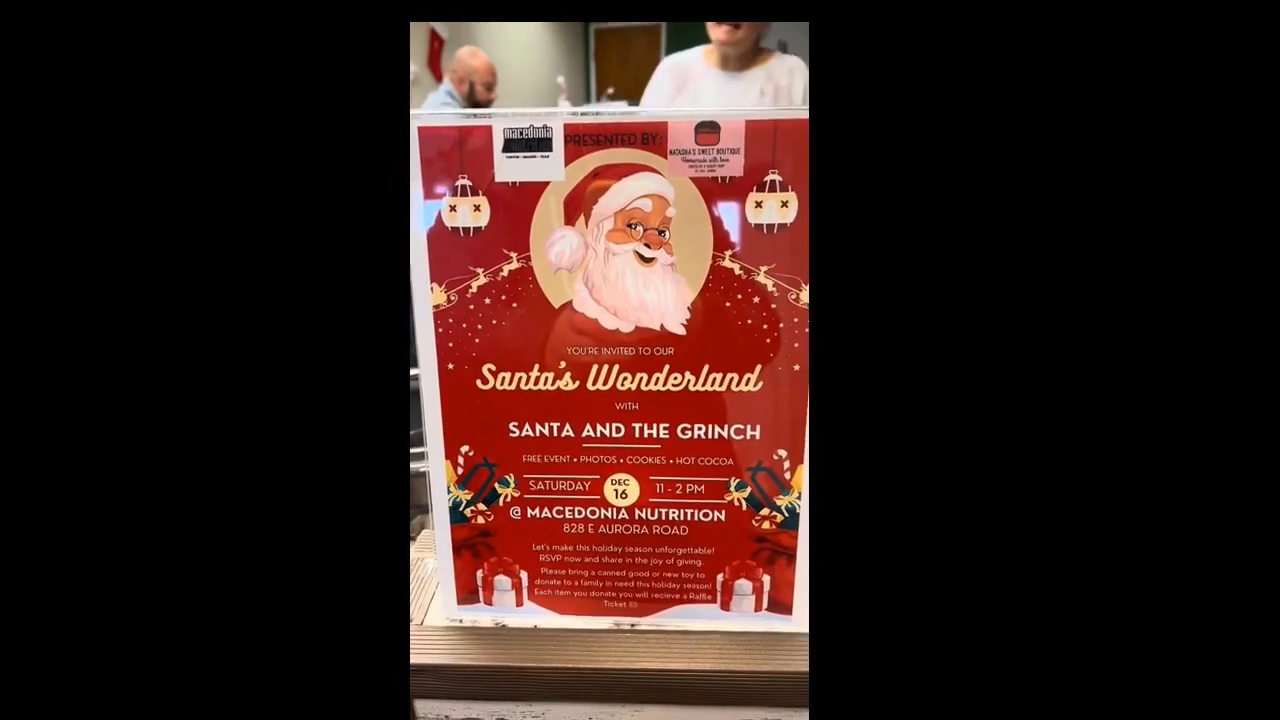 macedonia
PRESENTED BY:
NATASHA'S SWEET BOUTIQUE
Homemade with love
YOU'RE INVITED TO OUR
Santa's Wonderland
WITH
SANTA AND THE GRINCH
FREE EVENT • PHOTOS • COOKIES • HOT COCOA
SATURDAY DEC 16 11 - 2 PM
@ MACEDONIA NUTRITION
828 E AURORA ROAD
Let's make this holiday season unforgettable!
RSVP now and share in the joy of giving.
Please bring a canned good or new toy to
donate to a family in need this holiday season!
Each item you donate you will recieve a Raffle
Ticket